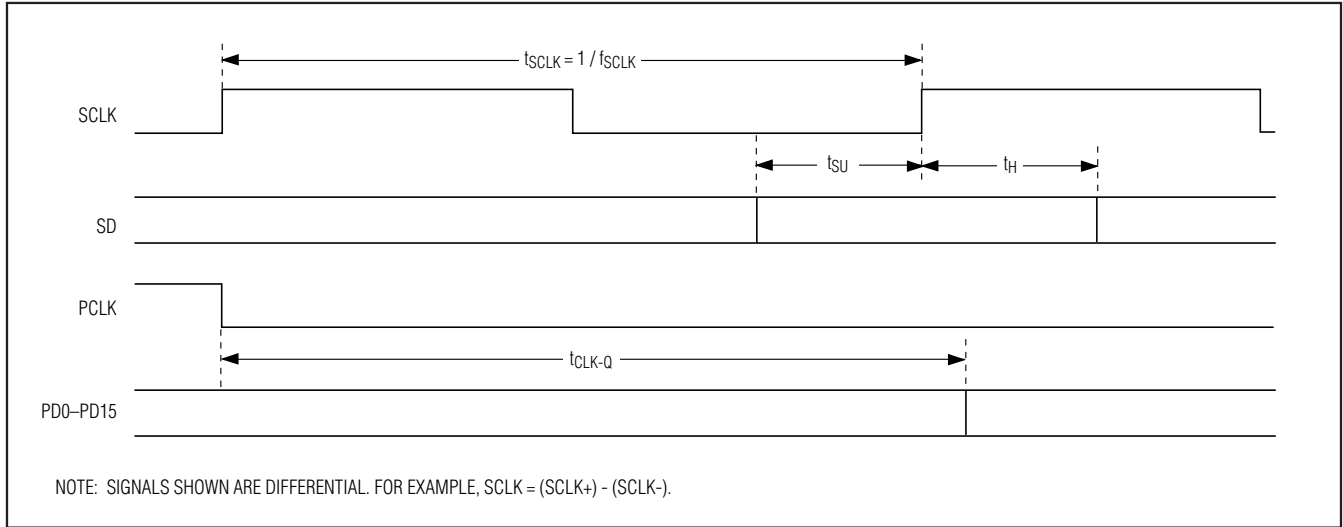 tSCLK = 1 / fSCLK
SCLK
tSU
tH
SD
PCLK
tCLK-Q
PD0–PD15
NOTE: SIGNALS SHOWN ARE DIFFERENTIAL. FOR EXAMPLE, SCLK = (SCLK+) - (SCLK-).